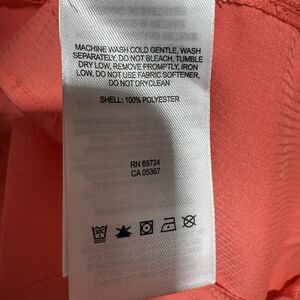 MACHINE WASH COLD GENTLE, WASH
SEPARATELY, DO NOT BLEACH, TUMBLE
DRY LOW, REMOVE PROMPTLY, IRON
LOW, DO NOT USE FABRIC SOFTENER,
DO NOT DRYCLEAN
SHELL: 100% POLYESTER
RN 69724
CA 05367